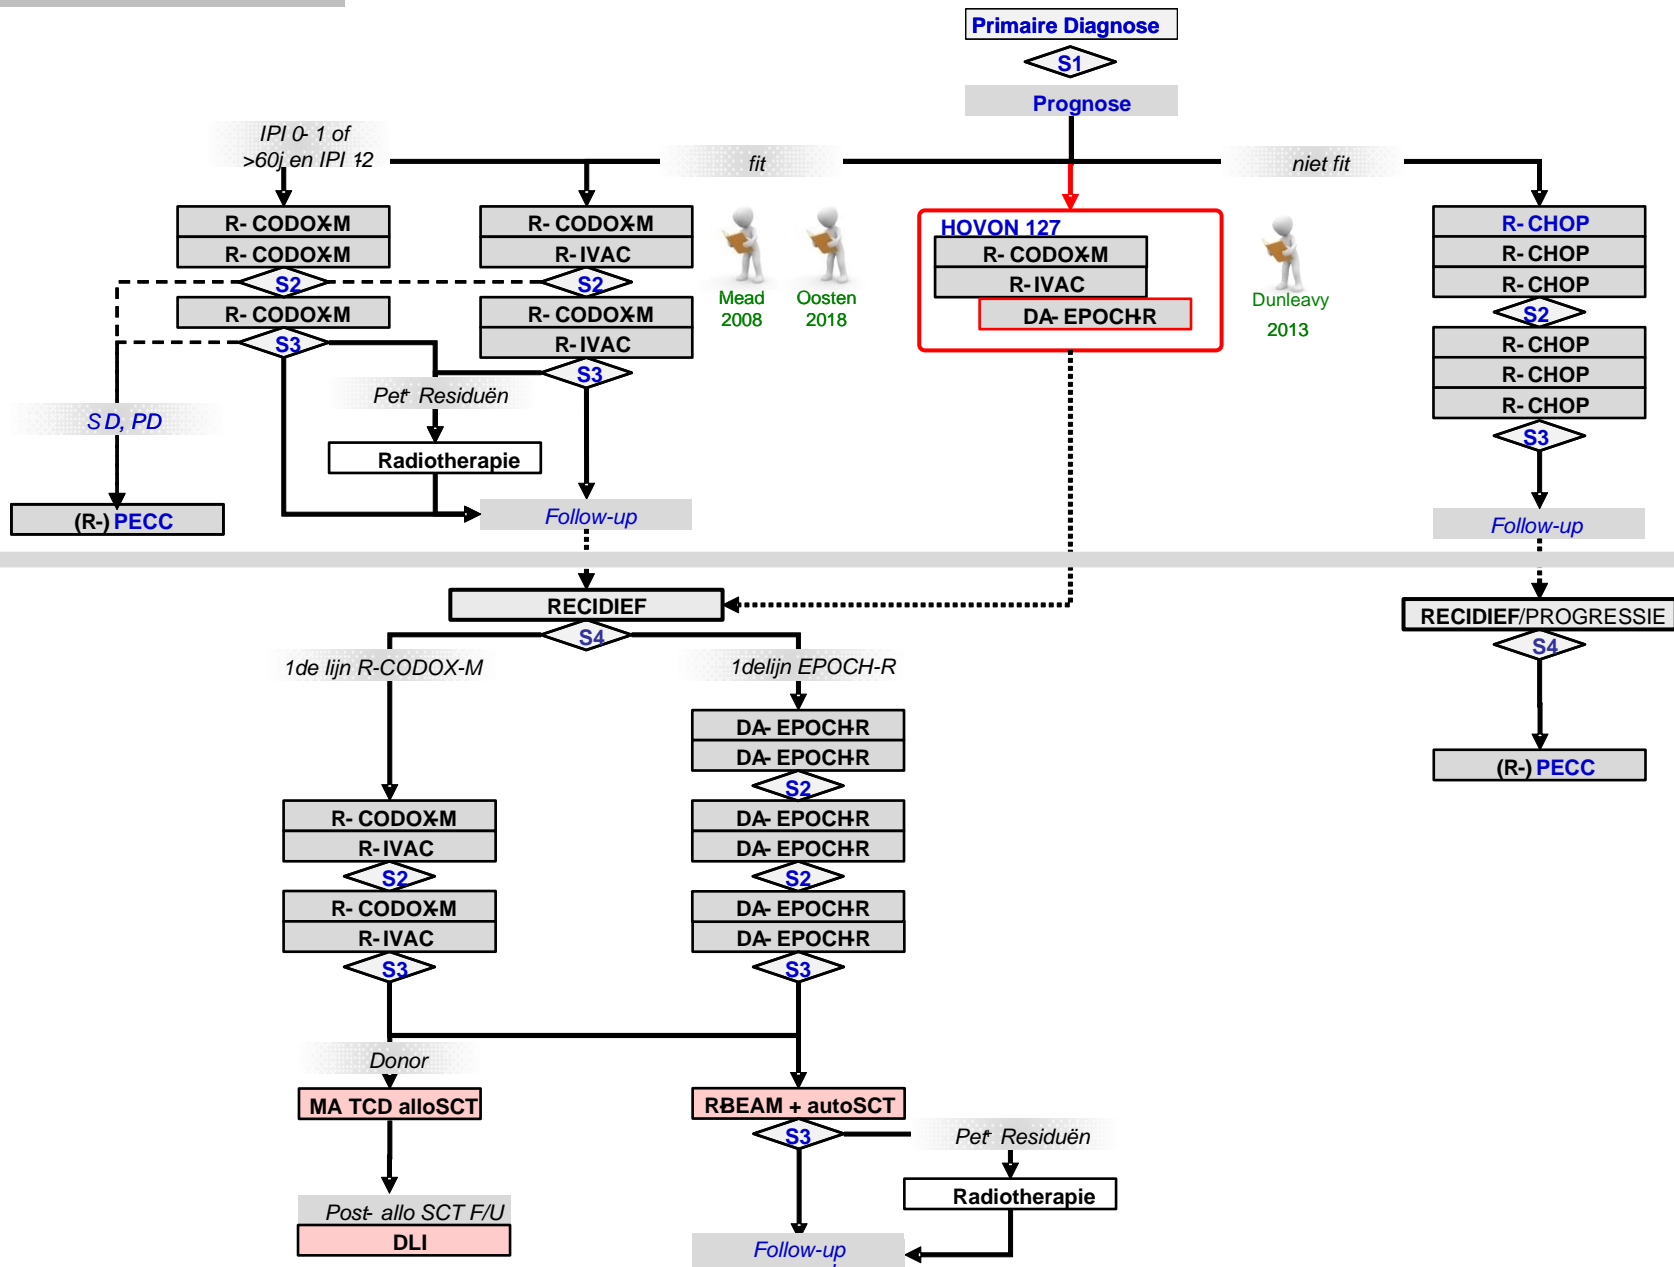 Primaire Diagnose
S1
Prognose
IPI 0- 1 of
>60j en IPI 1-2
fit
niet fit
R- CODOX-M
R- CODOX-M
S2
R- CODOX-M
S3
R- CODOX-M
R- IVAC
S2
R- CODOX-M
R- IVAC
S3
Mead
2008
Oosten
2018
HOVON 127
R- CODOX-M
R- IVAC
DA- EPOCH-R
Dunleavy
2013
R- CHOP
R- CHOP
R- CHOP
S2
R- CHOP
R- CHOP
R- CHOP
S3
SD, PD
Pet+ Residuën
Radiotherapie
(R-) PECC
Follow-up
Follow-up
RECIDIEF
S4
RECIDIEF/PROGRESSIE
S4
(R-) PECC
1de lijn R-CODOX-M
1delijn EPOCH-R
R- CODOX-M
R- IVAC
S2
R- CODOX-M
R- IVAC
S3
DA- EPOCH-R
DA- EPOCH-R
S2
DA- EPOCH-R
DA- EPOCH-R
S2
DA- EPOCH-R
DA- EPOCH-R
S3
Donor
MA TCD alloSCT
Post- allo SCT F/U
DLI
R-BEAM + autoSCT
S3
Pet+ Residuën
Radiotherapie
Follow-up